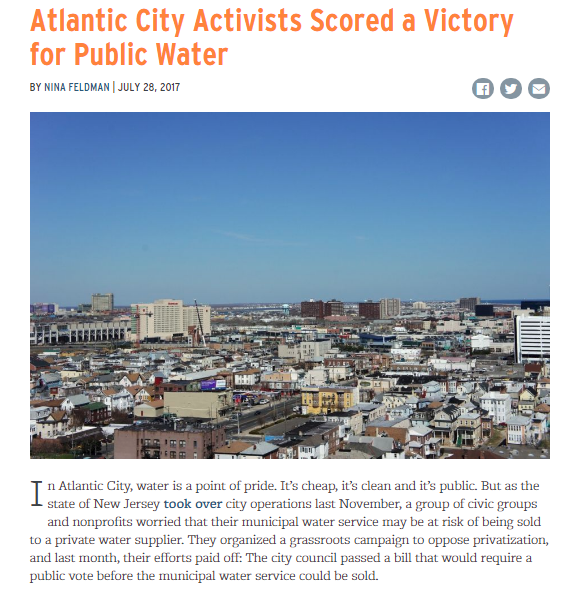 Atlantic City Activists Scored a Victory
for Public Water
BY NINA FELDMAN | JULY 28, 2017
In Atlantic City, water is a point of pride. It's cheap, it's clean and it's public. But as the
state of New Jersey took over city operations last November, a group of civic groups
and nonprofits worried that their municipal water service may be at risk of being sold
to a private water supplier. They organized a grassroots campaign to oppose privatization,
and last month, their efforts paid off: The city council passed a bill that would require a
public vote before the municipal water service could be sold.